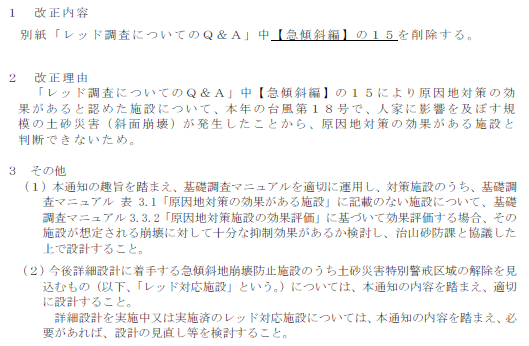 １　改正内容
別紙「レッド調査についてのＱ＆Ａ」中【急傾斜編】の１５を削除する。
２　改正理由
「レッド調査についてのＱ＆Ａ」中【急傾斜編】の１５により原因地対策の効
果があると認めた施設について、本年の台風第１８号で、人家に影響を及ぼす規
模の土砂災害（斜面崩壊）が発生したことから、原因地対策の効果がある施設と
判断できないため。
３　その他
（１）本通知の趣旨を踏まえ、基礎調査マニュアルを適切に運用し、対策施設のうち、基礎調
査マニュアル 表 3.1「原因地の効果がある施設」に記載のない施設について、基礎
調査マニュアル 3.3.2「原因地対策施設の効果評価」に基づいて効果評価する場合、その
施設が想定される崩壊に対して十分な抑制効果があるか検討し、治山砂防課と協議した
上で設計すること。
（２）今後詳細設計に着手する急傾斜地崩壊防止施設のうち土砂災害特別警戒区域の解除を見
込むもの（以下、「レッド対応施設」という。）については、本通知の内容を踏まえ、適切
に設計すること。
詳細設計を実施中又は実施済のレッド対応施設については、本通知の内容を踏まえ、必
要があれば、設計の見直し等を検討すること。